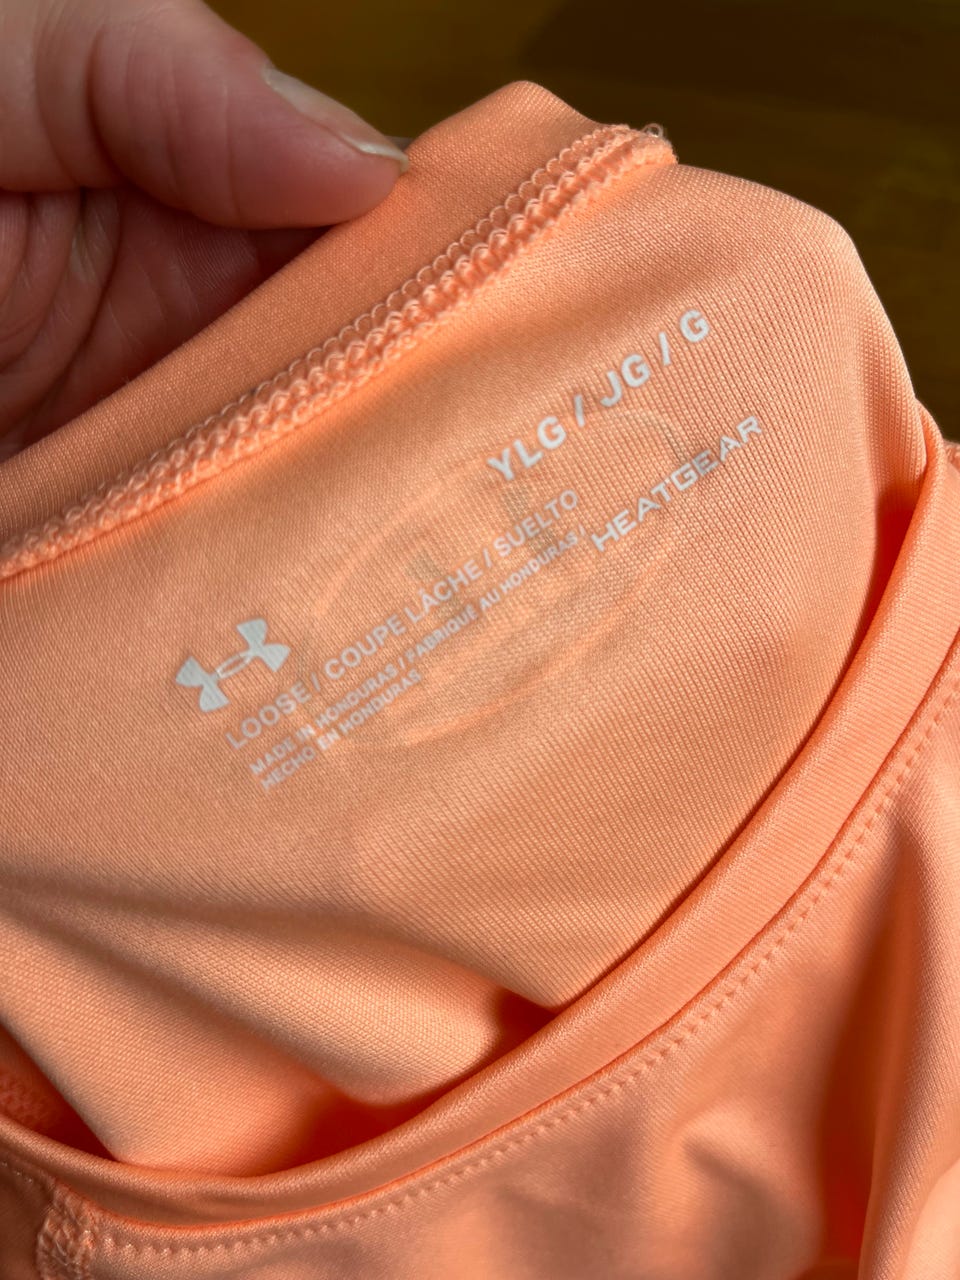 YLG / JG / G
HEATGEAR
LOOSE / COUPE LÂCHE / SUELTO
MADE IN HONDURAS / FABRIQUÉ AU HONDURAS /
HECHO EN HONDURAS